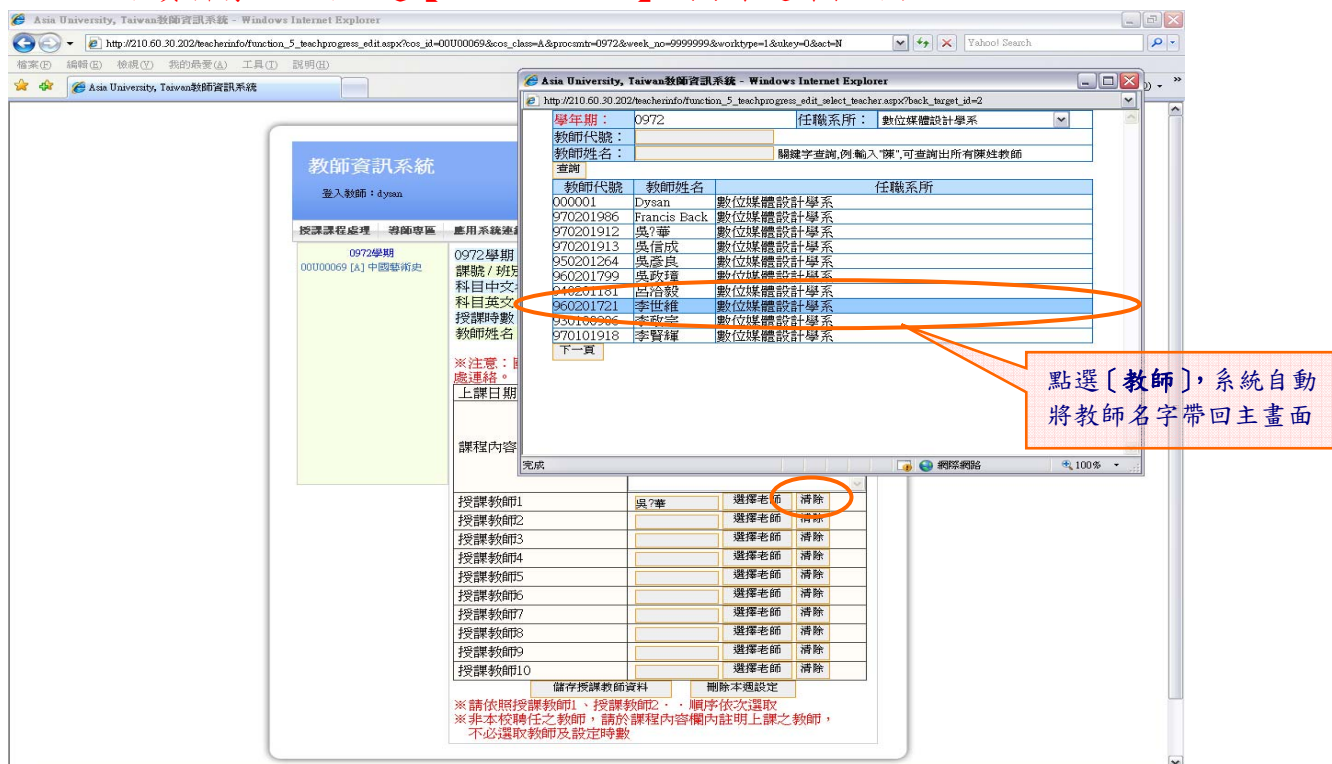 Asia University, Taiwan教師資訊系統 - Windows Internet Explorer
http://210.60.30.202/teacherinfo/function_5_teachprogress_edit.aspx?cos_id=00U00069&cos_class=A&procsmtr=0972&week_no=9999999&worktype=1&ukey=0&act=N
Yahoo! Search
檔案(F) 編輯(E) 檢視(V) 我的最愛(A) 工具(T) 說明(H)
Asia University, Taiwan教師資訊系統
Asia University, Taiwan教師資訊系統 - Windows Internet Explorer
http://210.60.30.202/teacherinfo/function_5_teachprogress_edit_select_teacher.aspx?back_target_id=2
學年期： 0972 任職系所： 數位媒體設計學系
教師代號：
教師姓名： 關鍵字查詢,例:輸入"陳",可查詢出所有陳姓教師
查詢
教師代號 教師姓名 任職系所
000001 Dysan 數位媒體設計學系
970201986 Francis Back 數位媒體設計學系
970201912 吳?華 數位媒體設計學系
970201913 吳信成 數位媒體設計學系
950201264 吳彥良 數位媒體設計學系
960201799 吳政璋 數位媒體設計學系
940201181 呂洽毅 數位媒體設計學系
960201721 李世維 數位媒體設計學系
930108906 李政宗 數位媒體設計學系
970101918 李賢輝 數位媒體設計學系
下一頁
點選〔教師〕，系統自動
將教師名字帶回主畫面
完成 網際網路 100%
教師資訊系統
登入教師：dysan
授課課程處理 導師專區 應用系統連
0972學期
00U00069 [A] 中國藝術史
0972學期
課號 / 班別
科目中文
科目英文
授課時數
教師姓名
※注意：
處連絡。
上課日期
課程內容
授課教師1 吳?華 選擇老師 清除
授課教師2 選擇老師 清除
授課教師3 選擇老師 清除
授課教師4 選擇老師 清除
授課教師5 選擇老師 清除
授課教師6 選擇老師 清除
授課教師7 選擇老師 清除
授課教師8 選擇老師 清除
授課教師9 選擇老師 清除
授課教師10 選擇老師 清除
儲存授課教師資料 刪除本週設定
※請依照授課教師1、授課教師2‧‧順序依次選取
※非本校聘任之教師，請於課程內容欄內註明上課之教師，
不必選取教師及設定時數